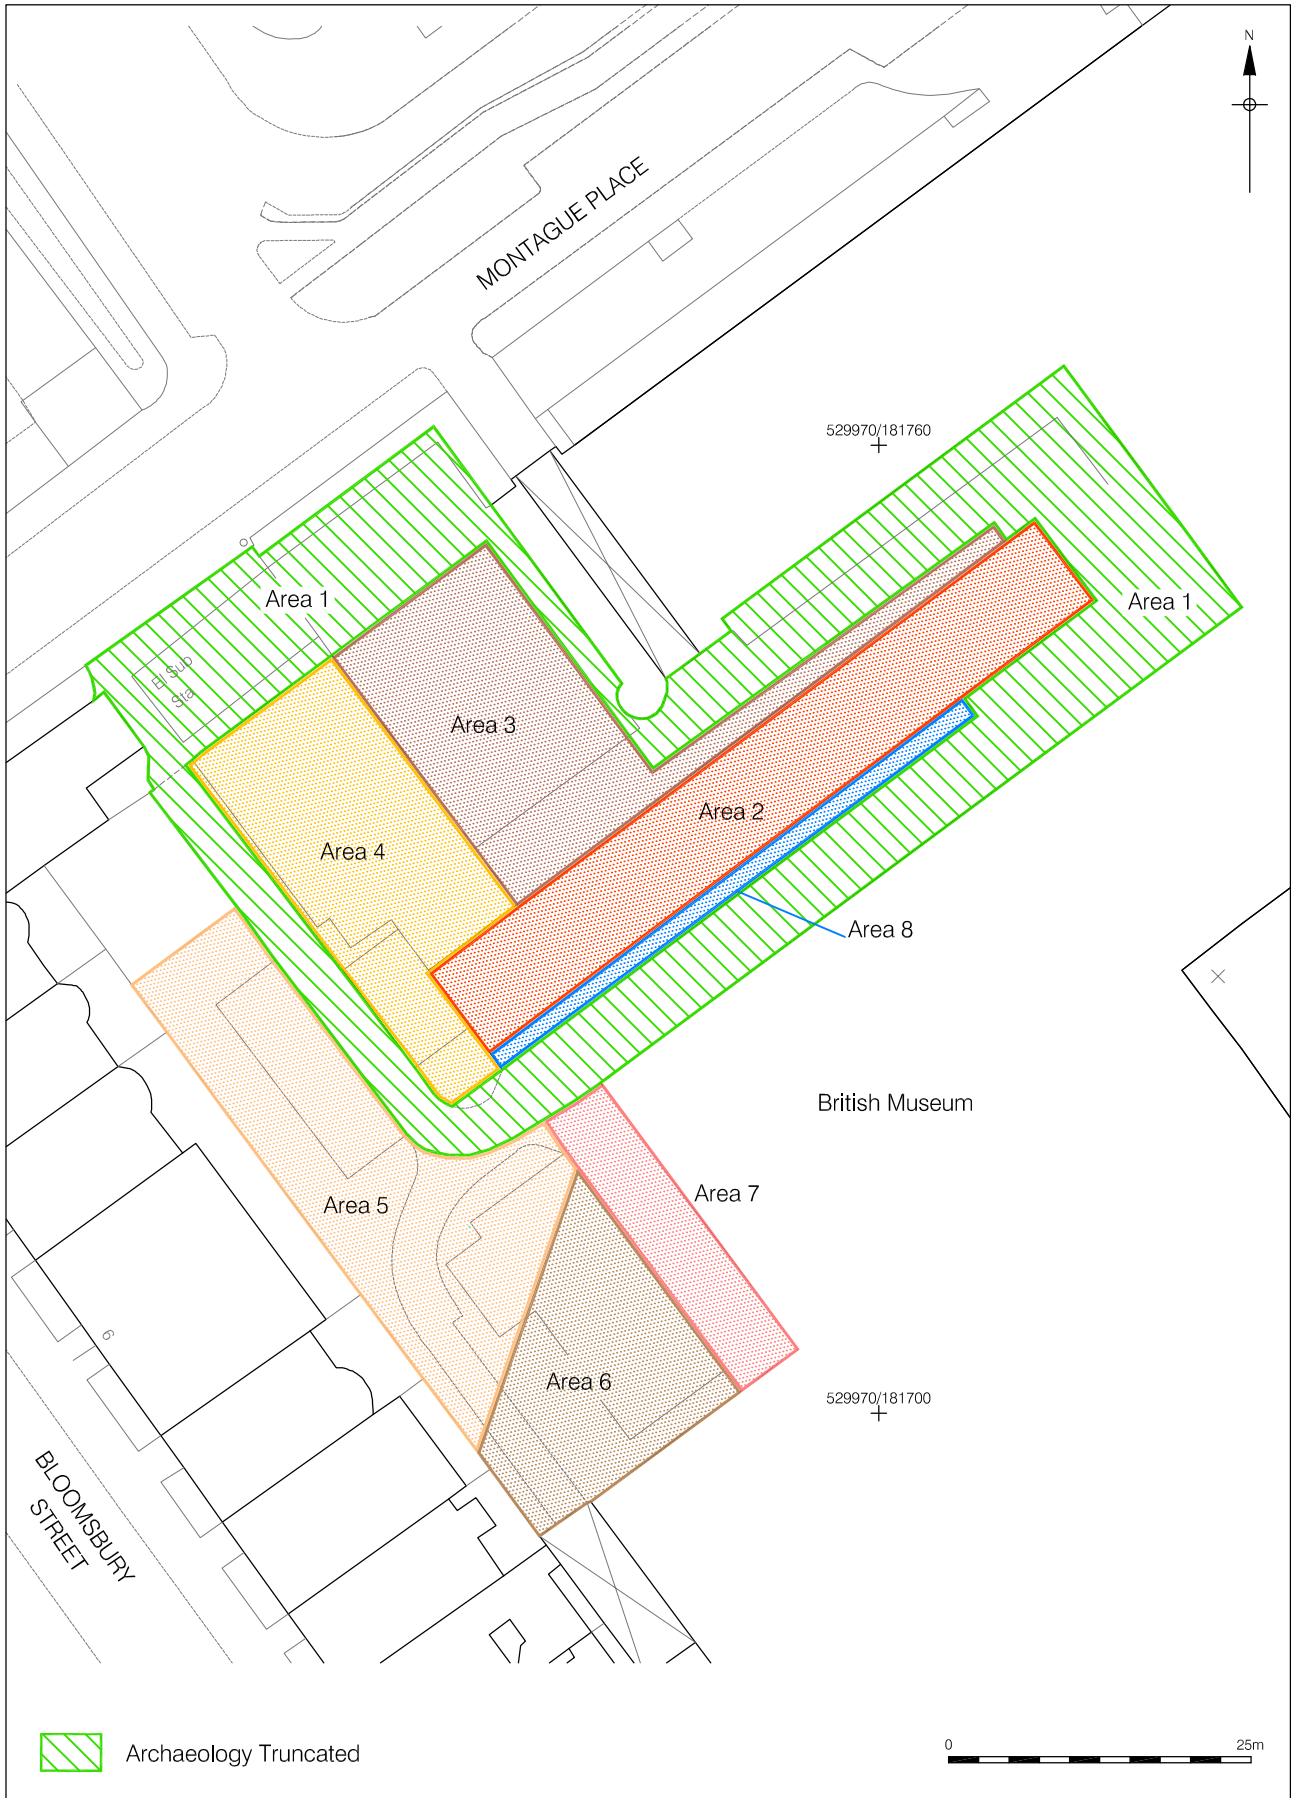 N
MONTAGUE PLACE
529970/181760
Area 1
Area 1
El Sub
Sta
Area 3
Area 2
Area 4
Area 8
British Museum
Area 7
Area 5
Area 6
6
529970/181700
BLOOMSBURY
STREET
Archaeology Truncated
0
25m